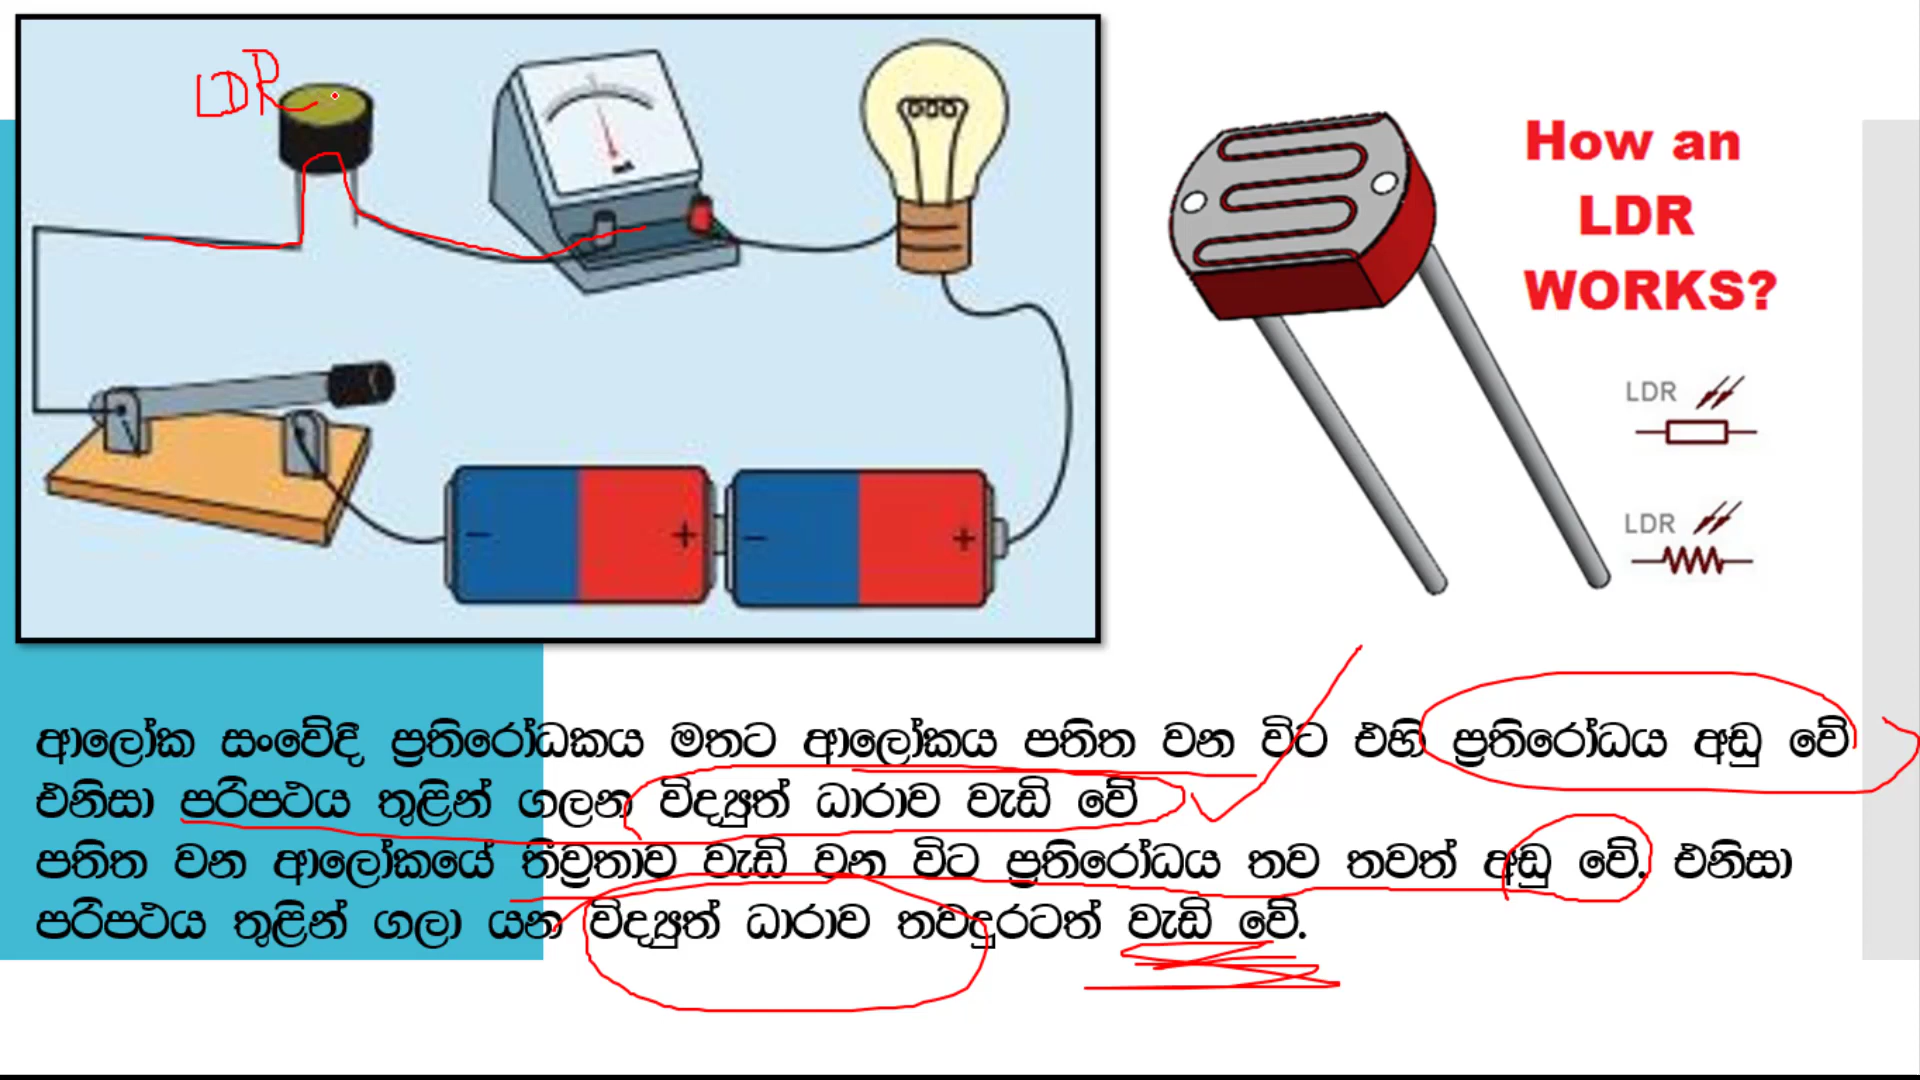 LDR
mA
How an
LDR
WORKS?
LDR
LDR
- + - +
ආලෝක සංවේදී ප්‍රතිරෝධකය මතට ආලෝකය පතිත වන විට එහි ප්‍රතිරෝධය අඩු වේ
එනිසා පරිපථය තුළින් ගලන විද්‍යුත් ධාරාව වැඩි වේ
පතිත වන ආලෝකයේ තීව්‍රතාව වැඩි වන විට ප්‍රතිරෝධය තව තවත් අඩු වේ. එනිසා
පරිපථය තුළින් ගලා යන විද්‍යුත් ධාරාව තවදුරටත් වැඩි වේ.